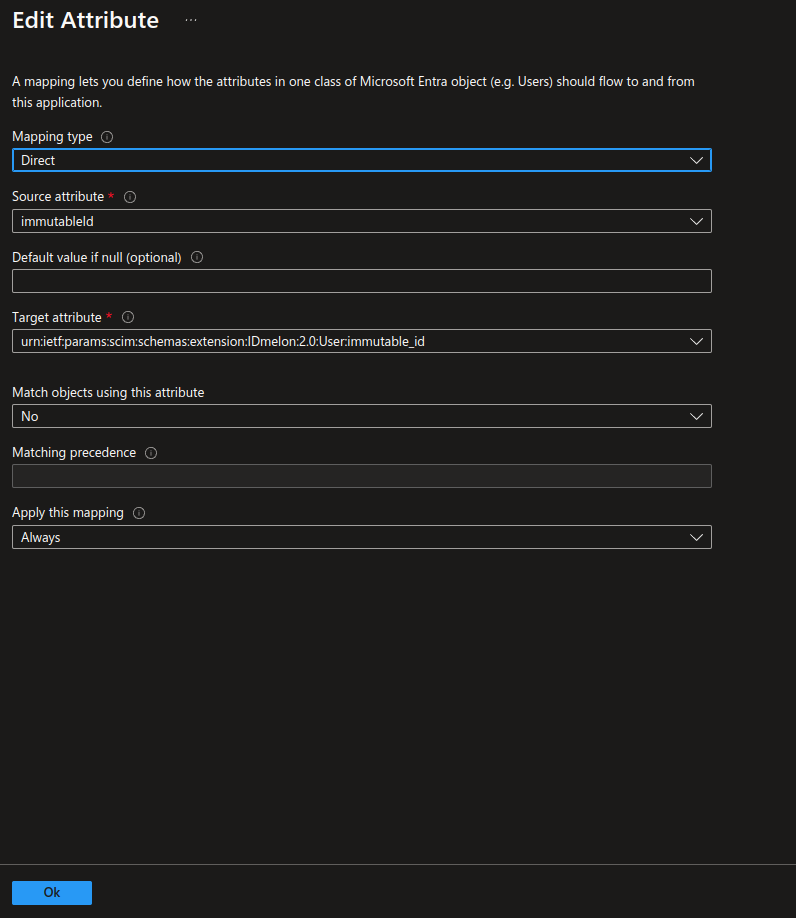 Edit Attribute ...
A mapping lets you define how the attributes in one class of Microsoft Entra object (e.g. Users) should flow to and from
this application.
Mapping type
Direct
Source attribute *
immutableId
Default value if null (optional)
Target attribute *
urn:ietf:params:scim:schemas:extension:IDmelon:2.0:User:immutable_id
Match objects using this attribute
No
Matching precedence
Apply this mapping
Always
Ok